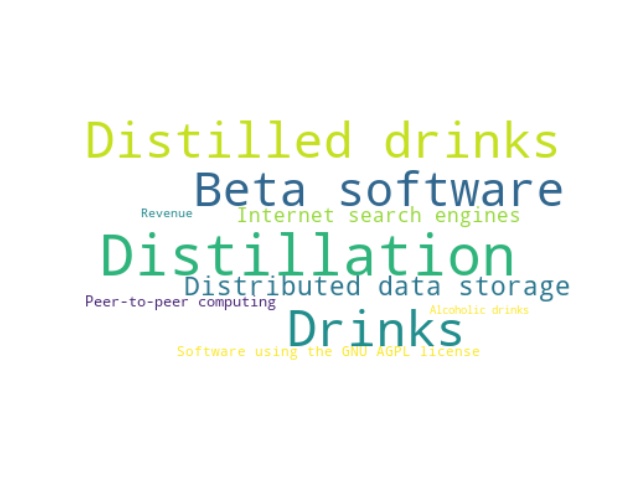 Distilled drinks
Beta software
Revenue
Internet search engines
Distillation
Distributed data storage
Peer-to-peer computing
Alcoholic drinks
Drinks
Software using the GNU AGPL license